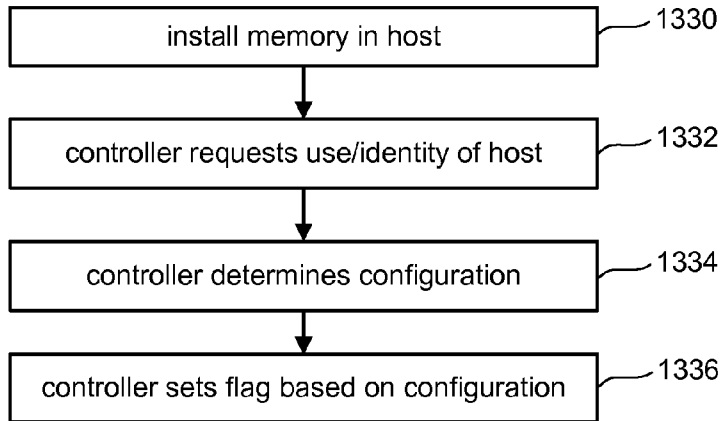 install memory in host
1330
controller requests use/identity of host
1332
controller determines configuration
1334
controller sets flag based on configuration
1336